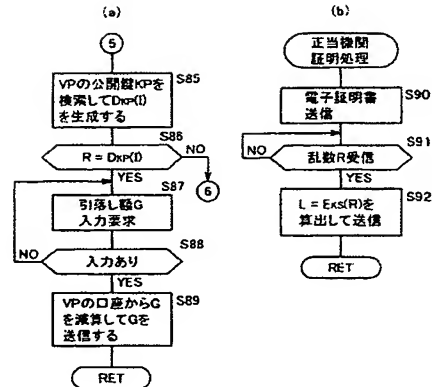 (a)
5
VPの公開鍵KPを
検索してDKP(I)
を生成する
S85
S86
R = DKP(I)
NO
YES
6
S87
引落し額G
入力要求
S88
NO
入力あり
YES
VPの口座からG
を減算してGを
送信する
S89
RET
(b)
正当機関
証明処理
電子証明書
送信
S90
S91
NO
乱数R受信
YES
L = EKS(R)を
算出して送信
S92
RET